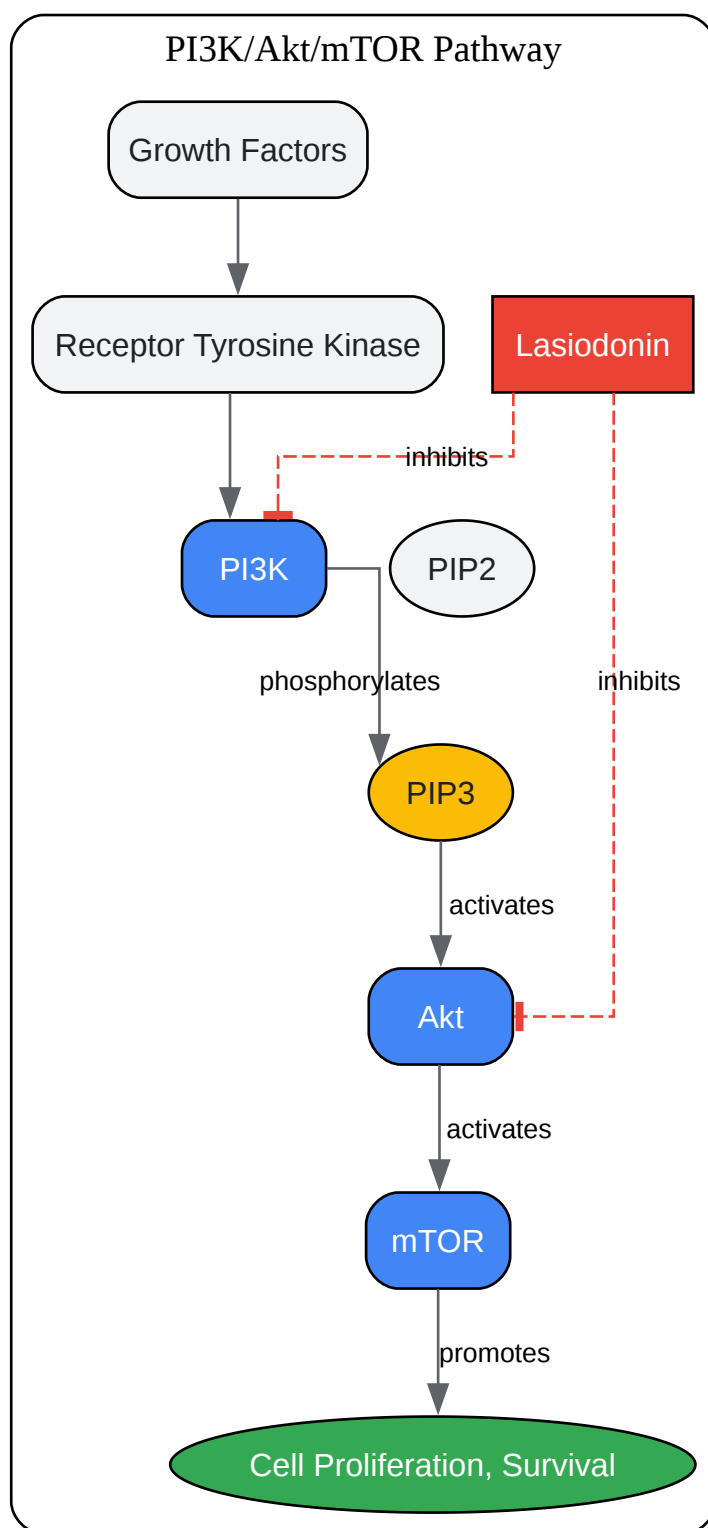 PI3K/Akt/mTOR Pathway
Growth Factors
Receptor Tyrosine Kinase
Lasiodonin
inhibits
PI3K
PIP2
phosphorylates
inhibits
PIP3
activates
Akt
activates
mTOR
promotes
Cell Proliferation, Survival